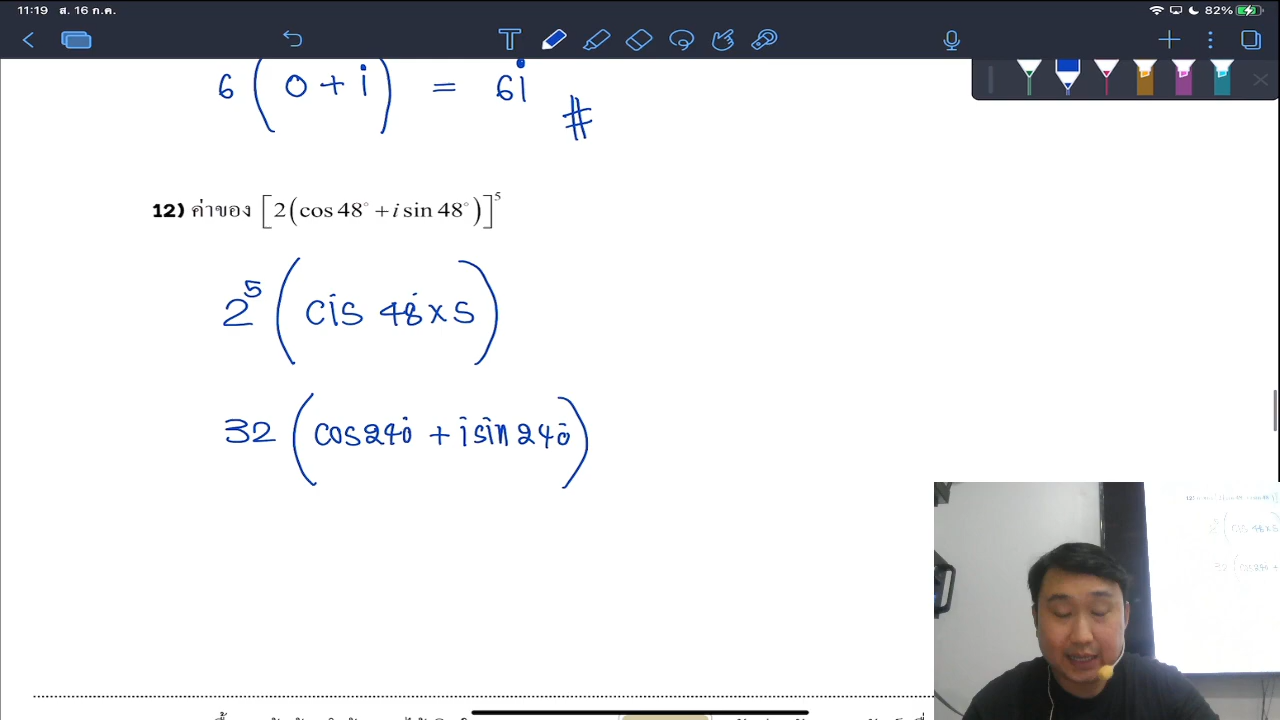 11:19 ส. 16 ก.ค. 82%
6 ( 0 + i ) = 6i #
12) ค่าของ [2(cos 48° + i sin 48°)]⁵
2⁵ ( cis 48° × 5 )
32 ( cos 240° + i sin 240° )